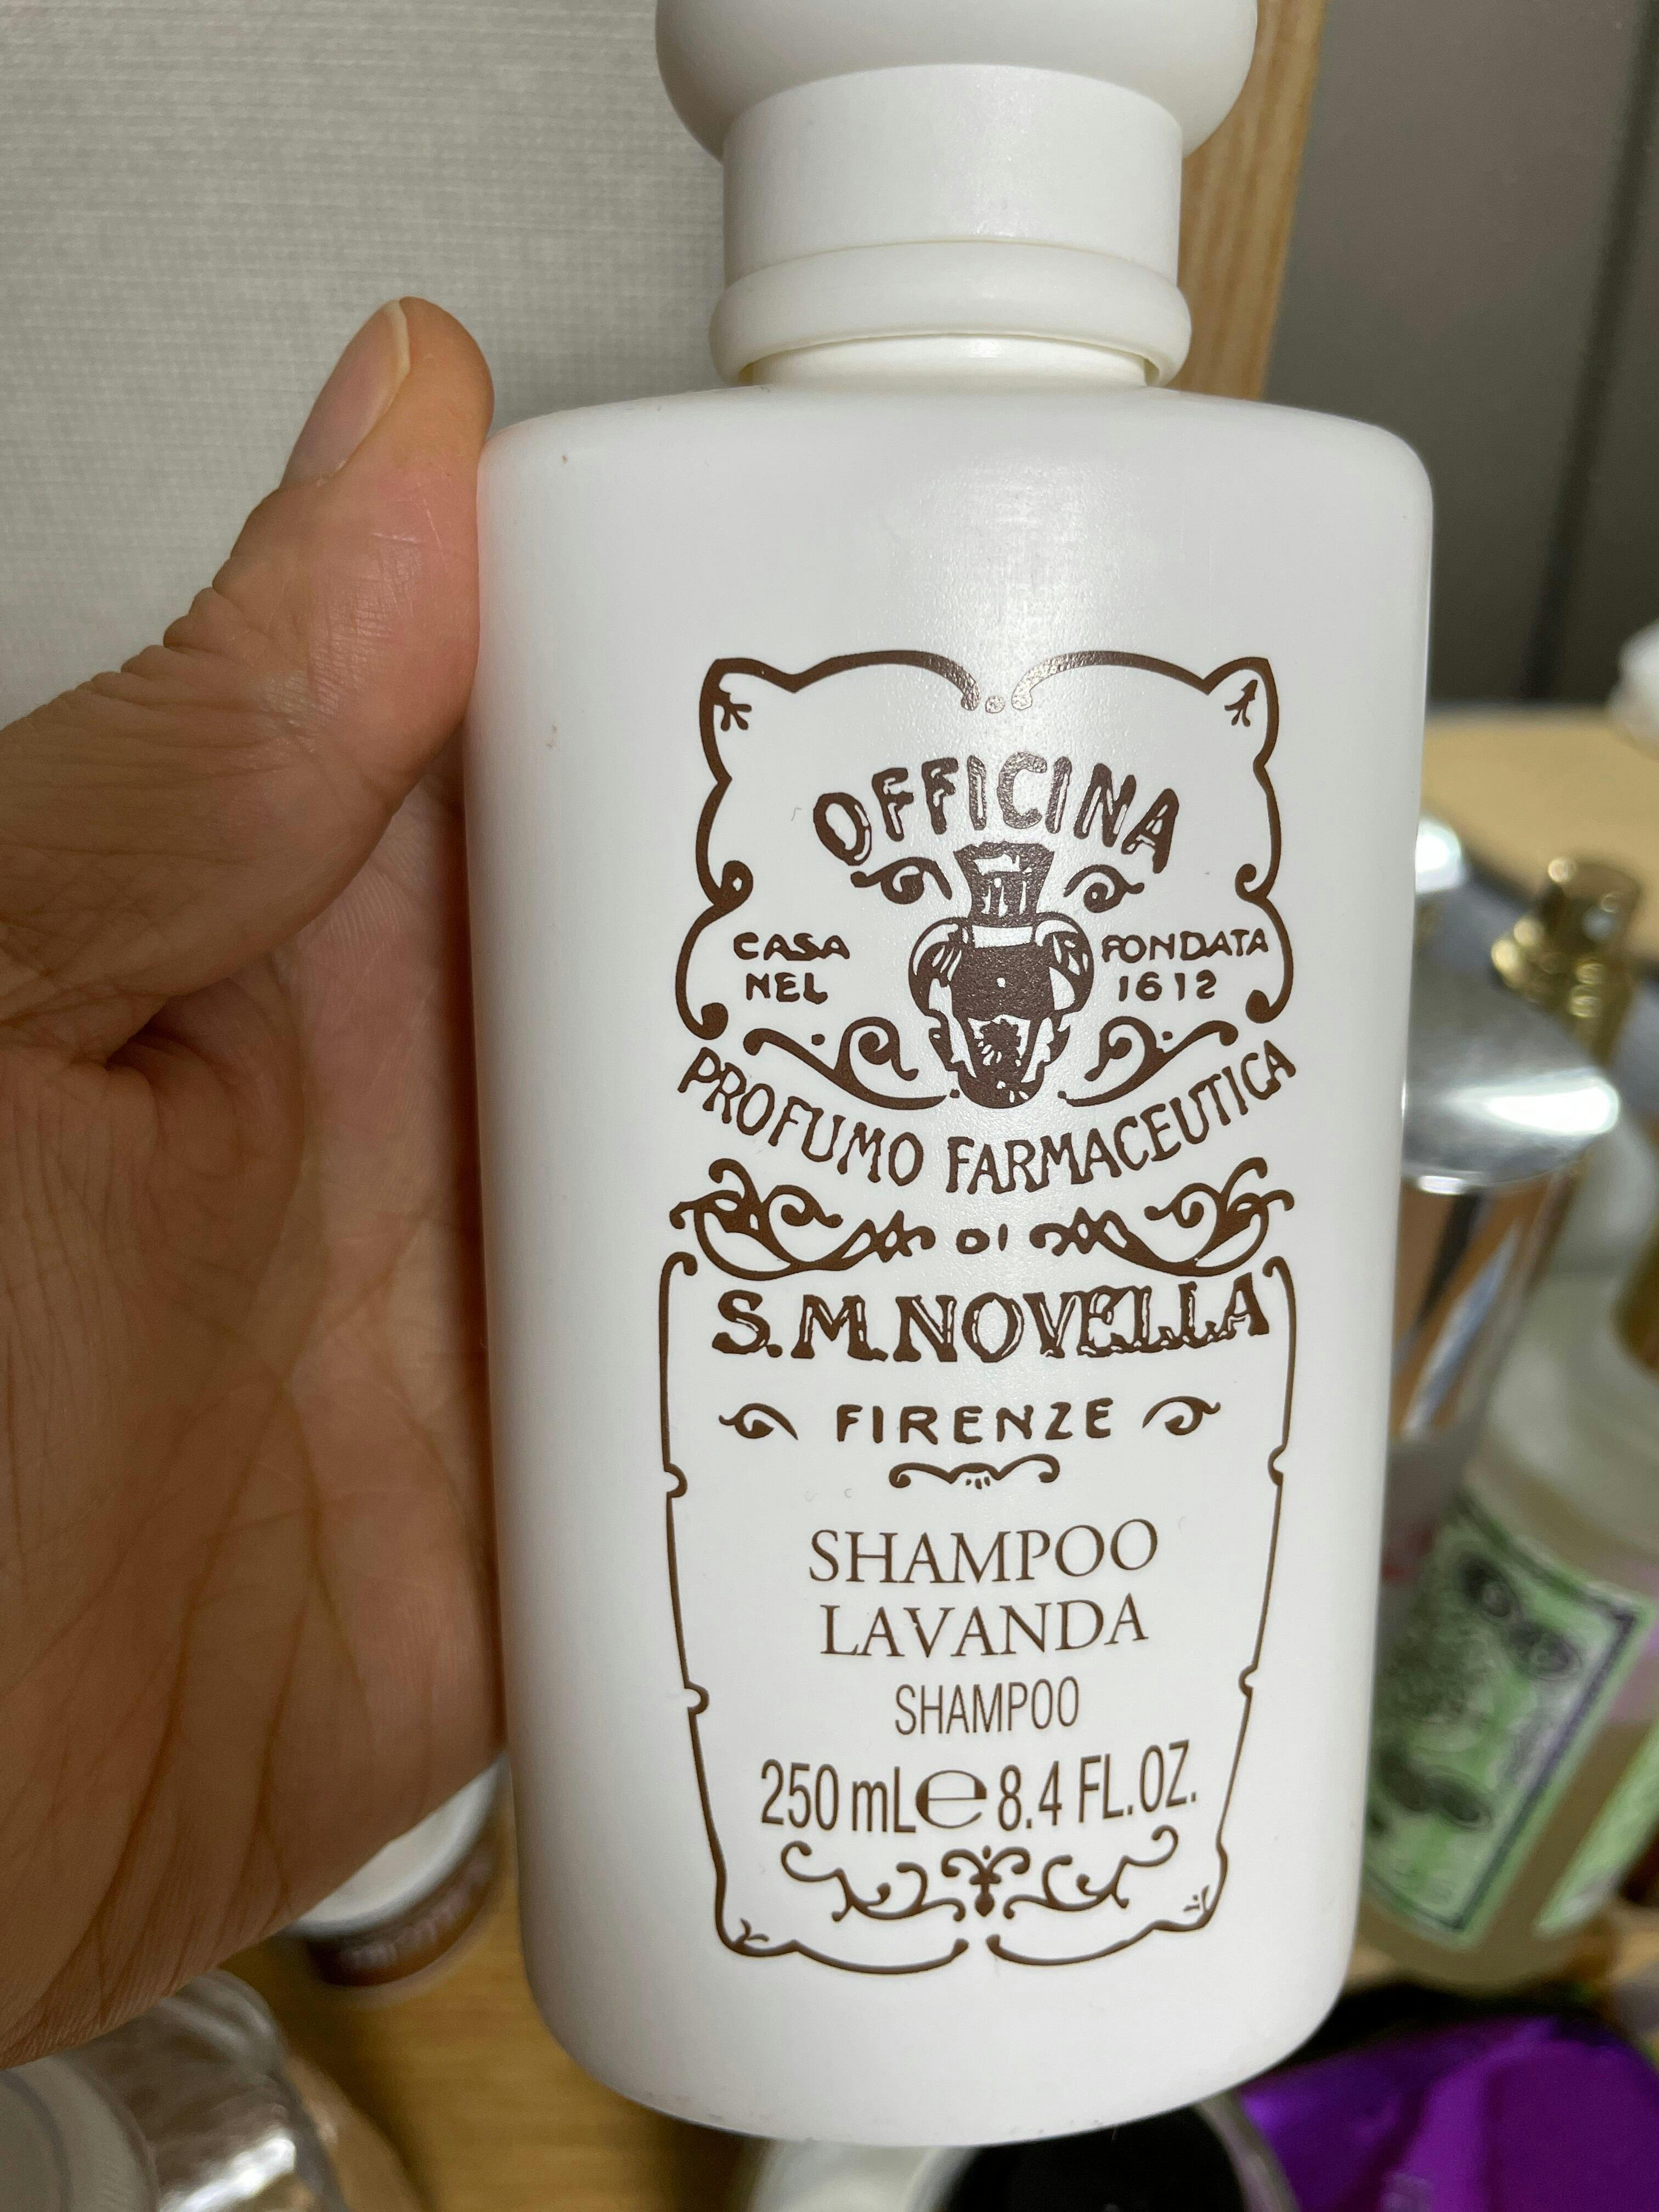 OFFICINA
CASA FONDATA
NEL 1612
PROFUMO FARMACEUTICA
DI
S.M.NOVELLA
FIRENZE
SHAMPOO
LAVANDA
SHAMPOO
250 mL e 8.4 FL.OZ.